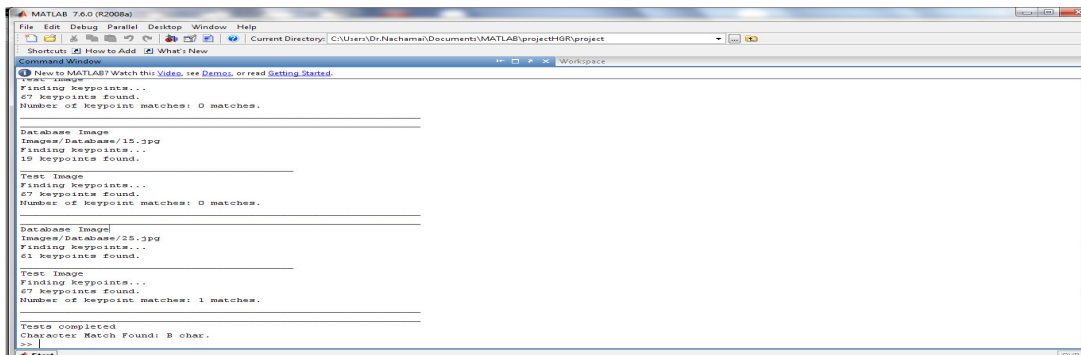 MATLAB 7.6.0 (R2008a)
File Edit Debug Parallel Desktop Window Help
Current Directory: C:\Users\Dr.Nachamai\Documents\MATLAB\projectHGR\project
Shortcuts How to Add What's New
Command Window Workspace
New to MATLAB? Watch this Video, see Demos, or read Getting Started.
Test Image
Finding keypoints...
67 keypoints found.
Number of keypoint matches: 0 matches.
Database Image
Images/Database/15.jpg
Finding keypoints...
19 keypoints found.
Test Image
Finding keypoints...
67 keypoints found.
Number of keypoint matches: 0 matches.
Database Image
Images/Database/25.jpg
Finding keypoints...
61 keypoints found.
Test Image
Finding keypoints...
67 keypoints found.
Number of keypoint matches: 1 matches.
Tests completed
Character Match Found: B char.
>>
Start OVR